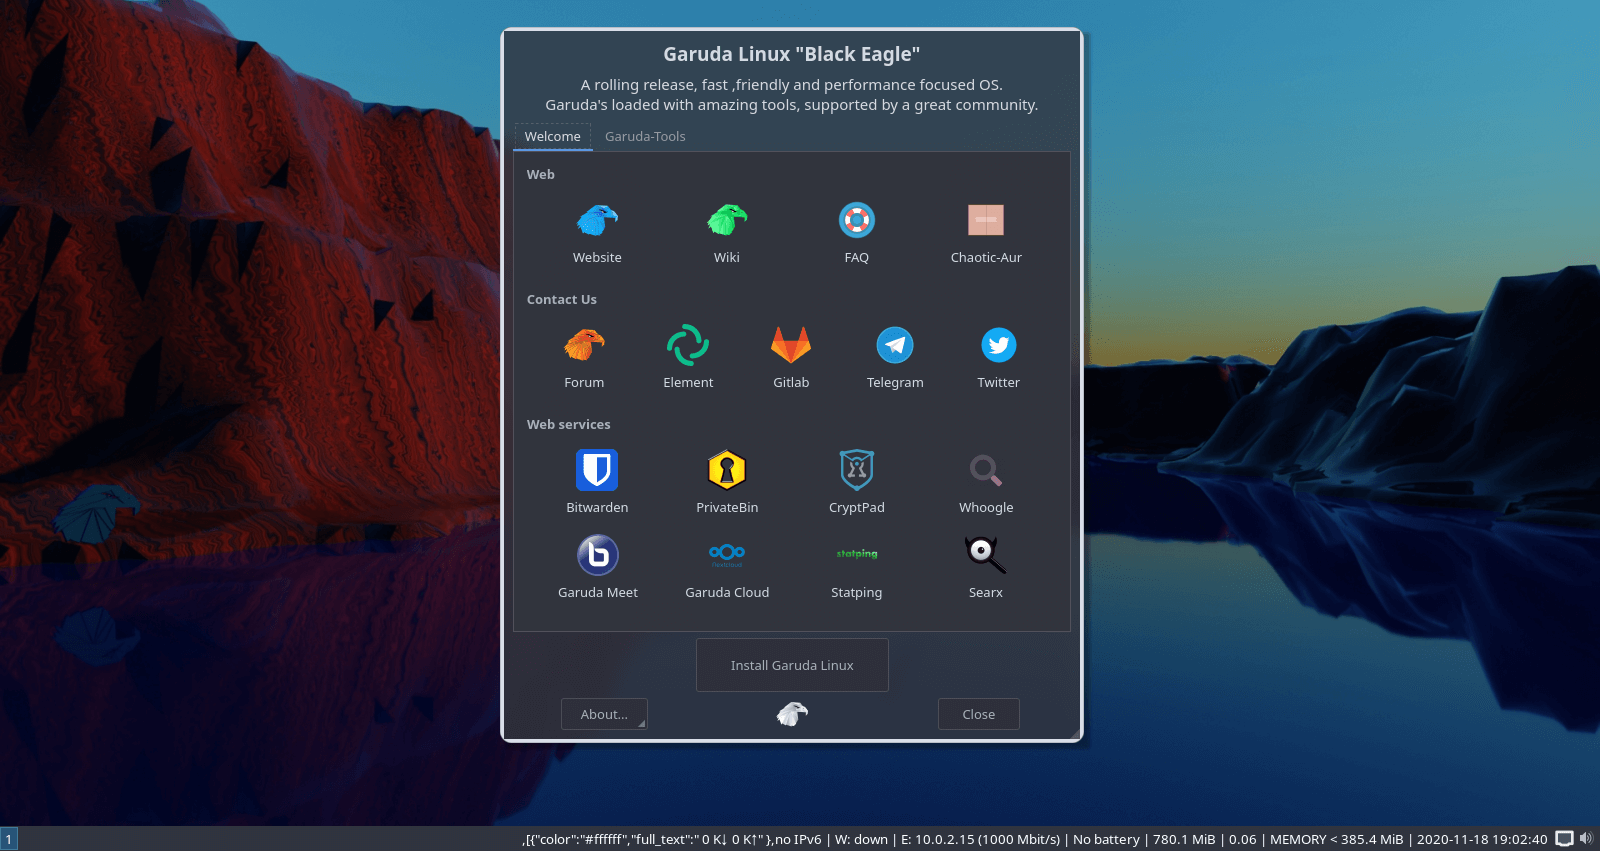 Garuda Linux "Black Eagle"
A rolling release, fast ,friendly and performance focused OS.
Garuda's loaded with amazing tools, supported by a great community.
Welcome Garuda-Tools
Web
Website Wiki FAQ Chaotic-Aur
Contact Us
Forum Element Gitlab Telegram Twitter
Web services
Bitwarden PrivateBin CryptPad Whoogle
nextcloud statping
Garuda Meet Garuda Cloud Statping Searx
Install Garuda Linux
About... Close
1 ,[{"color":"#ffffff","full_text":" 0 K↓ 0 K↑" },no IPv6 | W: down | E: 10.0.2.15 (1000 Mbit/s) | No battery | 780.1 MiB | 0.06 | MEMORY < 385.4 MiB | 2020-11-18 19:02:40